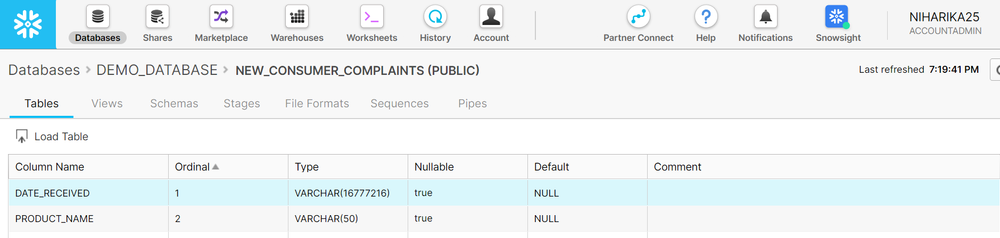 Databases Shares Marketplace Warehouses Worksheets History Account Partner Connect Help Notifications Snowsight NIHARIKA25
ACCOUNTADMIN
Databases > DEMO_DATABASE > NEW_CONSUMER_COMPLAINTS (PUBLIC) Last refreshed 7:19:41 PM
Tables Views Schemas Stages File Formats Sequences Pipes
Load Table
Column Name Ordinal Type Nullable Default Comment
DATE_RECEIVED 1 VARCHAR(16777216) true NULL
PRODUCT_NAME 2 VARCHAR(50) true NULL